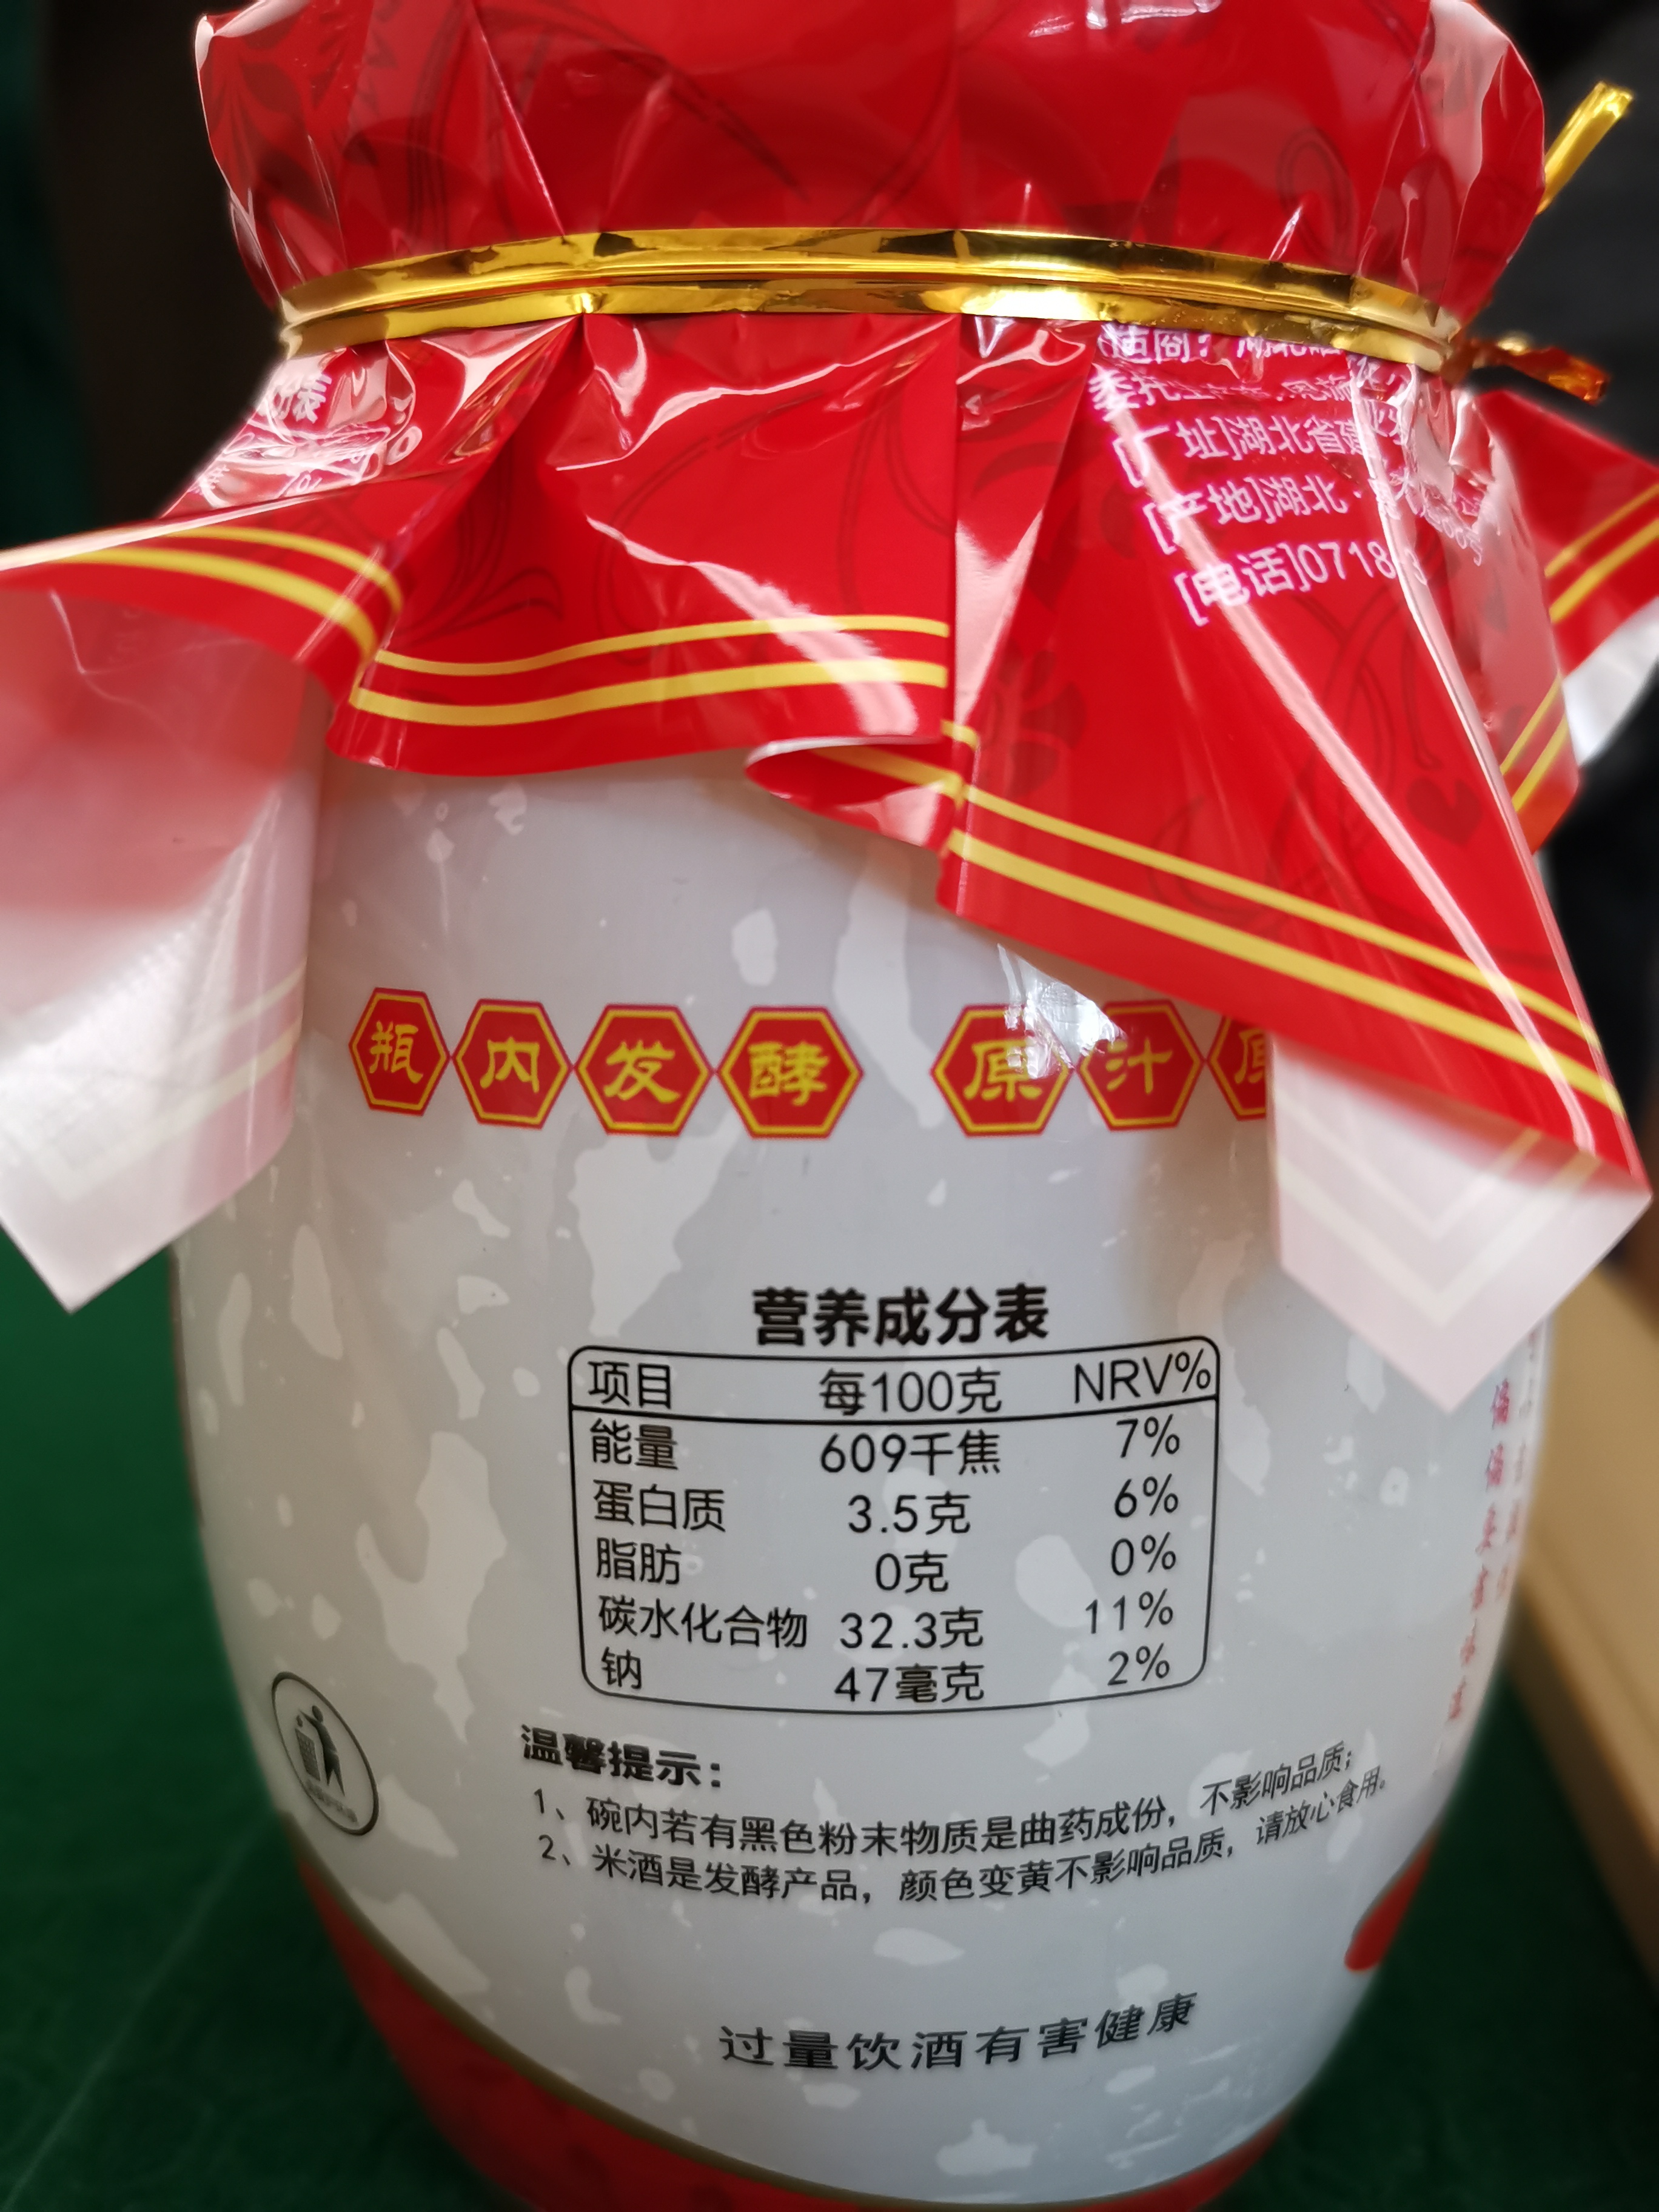 表
委托
[厂址]湖北省建
[产地]湖北·
[电话]0718
瓶内发酵 原汁原
营养成分表
项目 每100克 NRV%
能量 609千焦 7%
蛋白质 3.5克 6%
脂肪 0克 0%
碳水化合物 32.3克 11%
钠 47毫克 2%
温馨提示：
1、碗内若有黑色粉末物质是曲药成份，不影响品质；
2、米酒是发酵产品，颜色变黄不影响品质，请放心食用。
过量饮酒有害健康